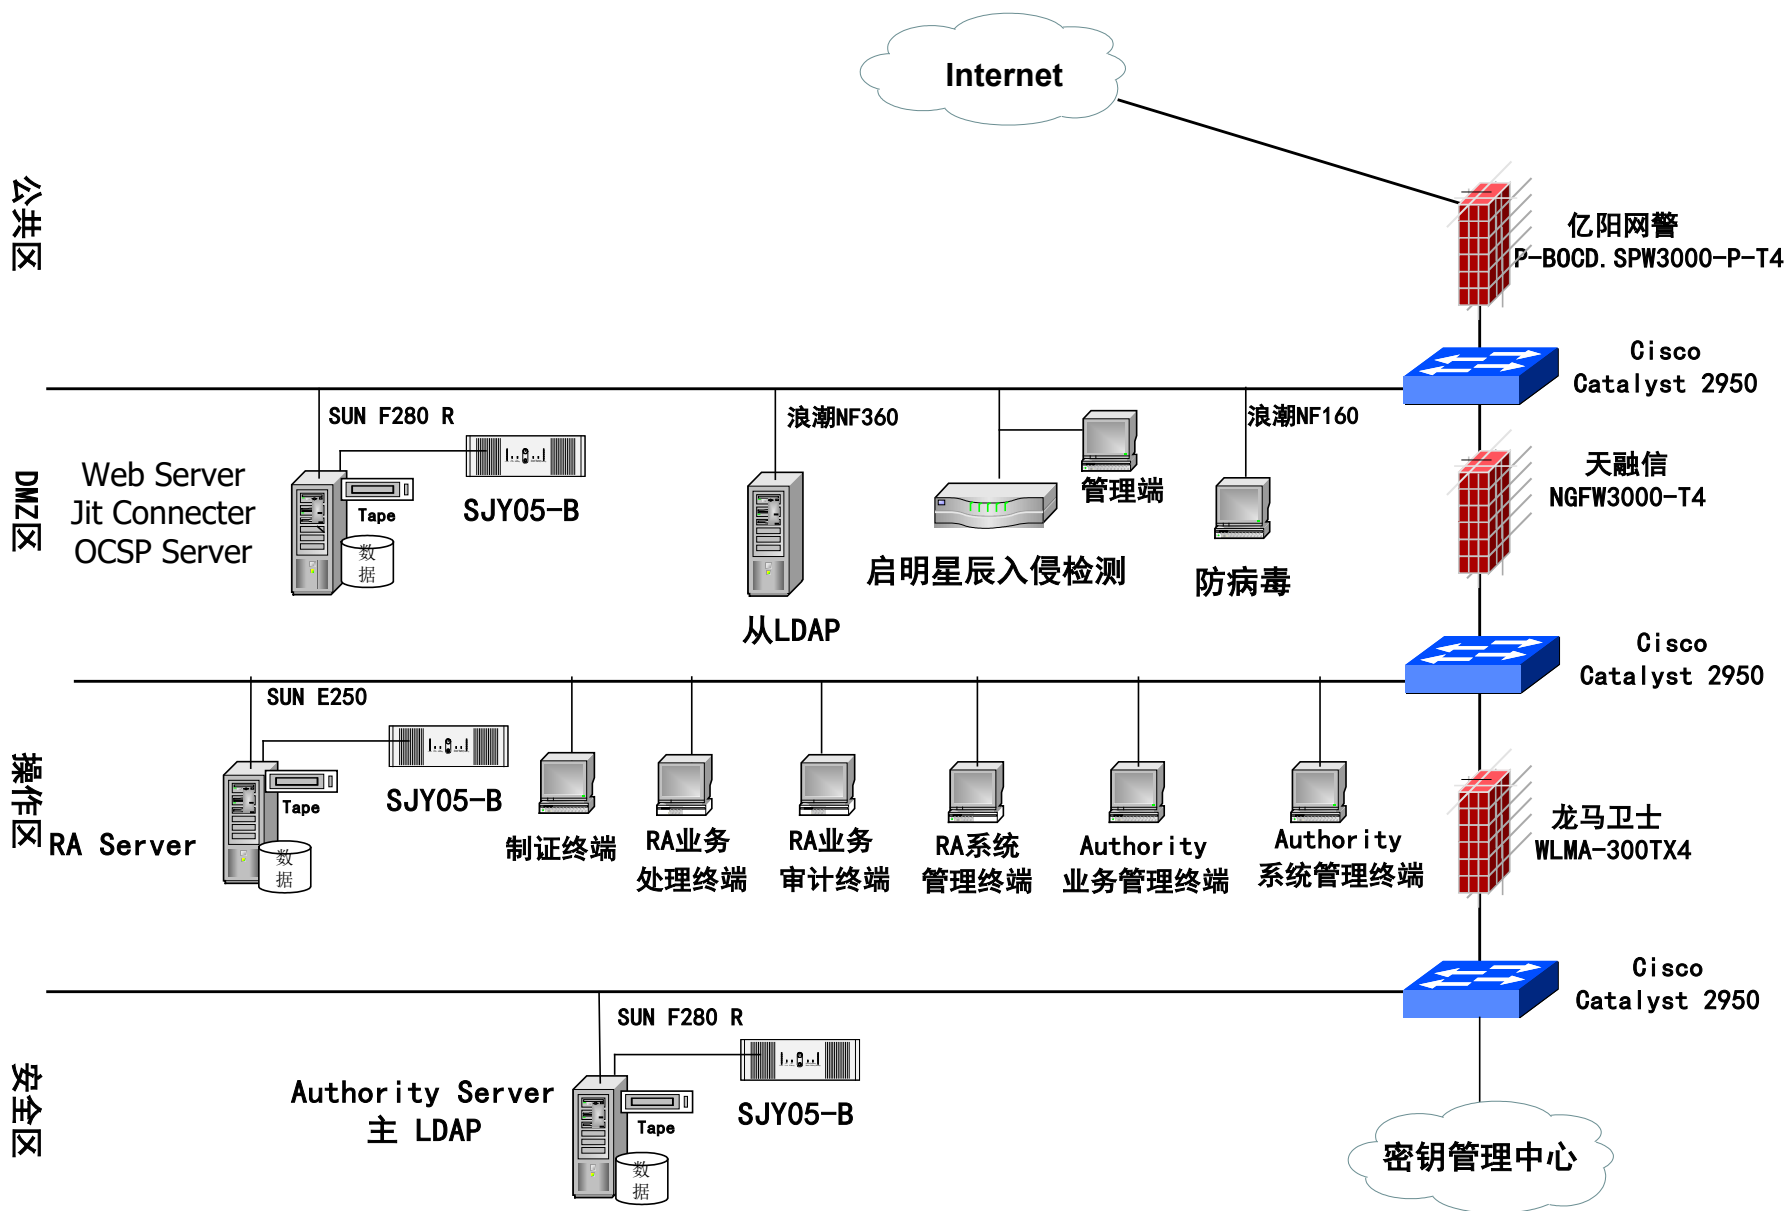 Internet
公共区
亿阳网警
P-BOCD.SPW3000-P-T4
Cisco
Catalyst 2950
DMZ区
SUN F280 R
Web Server
Jit Connecter
OCSP Server
Tape
数
据
SJY05-B
浪潮NF360
从LDAP
管理端
启明星辰入侵检测
浪潮NF160
防病毒
天融信
NGFW3000-T4
Cisco
Catalyst 2950
操作区
SUN E250
RA Server
Tape
数
据
SJY05-B
制证终端
RA业务
处理终端
RA业务
审计终端
RA系统
管理终端
Authority
业务管理终端
Authority
系统管理终端
龙马卫士
WLMA-300TX4
Cisco
Catalyst 2950
安全区
SUN F280 R
Authority Server
主 LDAP
Tape
数
据
SJY05-B
密钥管理中心